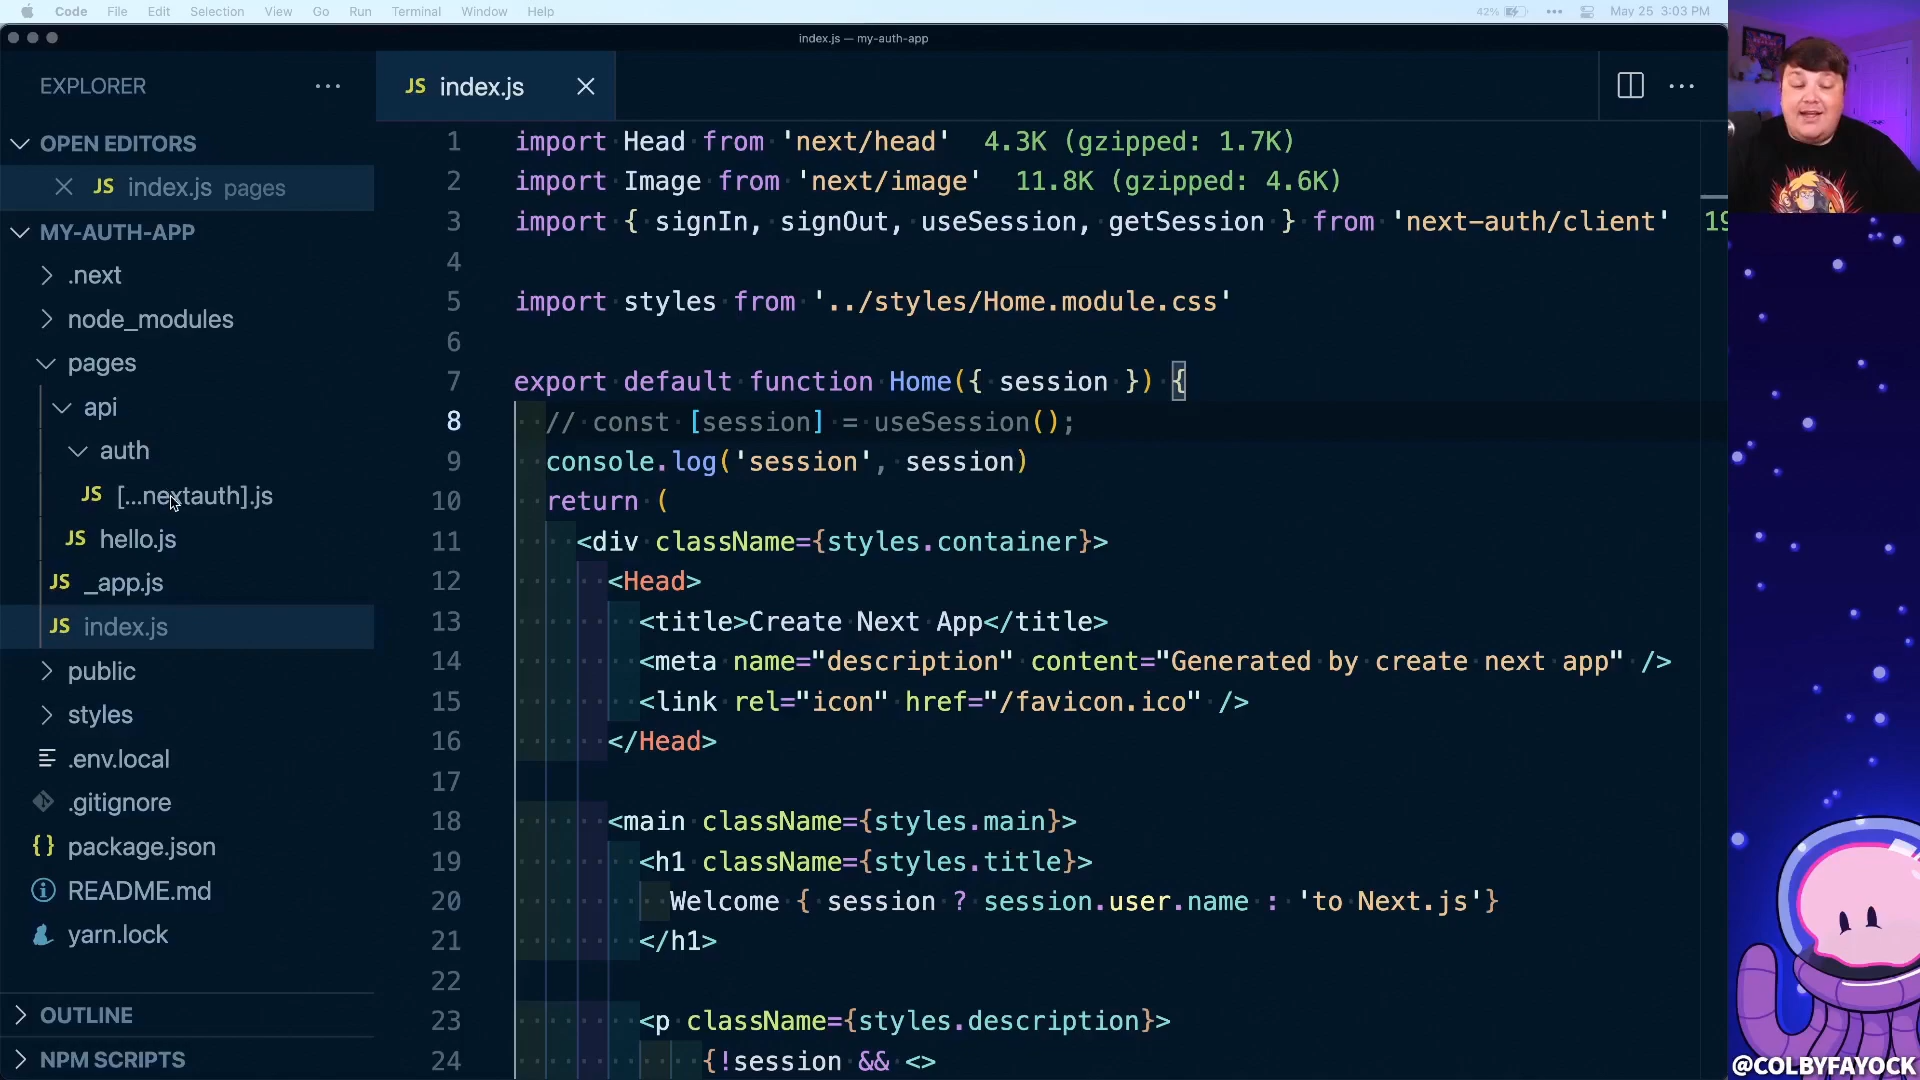 Code File Edit Selection View Go Run Terminal Window Help 42% May 25 3:03 PM
index.js — my-auth-app
EXPLORER
JS index.js
OPEN EDITORS
JS index.js pages
MY-AUTH-APP
.next
node_modules
pages
api
auth
JS [...nextauth].js
JS hello.js
JS _app.js
JS index.js
public
styles
.env.local
.gitignore
{} package.json
README.md
yarn.lock
OUTLINE
NPM SCRIPTS
1 import Head from 'next/head' 4.3K (gzipped: 1.7K)
2 import Image from 'next/image' 11.8K (gzipped: 4.6K)
3 import { signIn, signOut, useSession, getSession } from 'next-auth/client' 19
4
5 import styles from '../styles/Home.module.css'
6
7 export default function Home({ session }) {
8 // const [session] = useSession();
9 console.log('session', session)
10 return (
11 <div className={styles.container}>
12 <Head>
13 <title>Create Next App</title>
14 <meta name="description" content="Generated by create next app" />
15 <link rel="icon" href="/favicon.ico" />
16 </Head>
17
18 <main className={styles.main}>
19 <h1 className={styles.title}>
20 Welcome { session ? session.user.name : 'to Next.js'}
21 </h1>
22
23 <p className={styles.description}>
24 {!session && <>
@COLBYFAYOCK